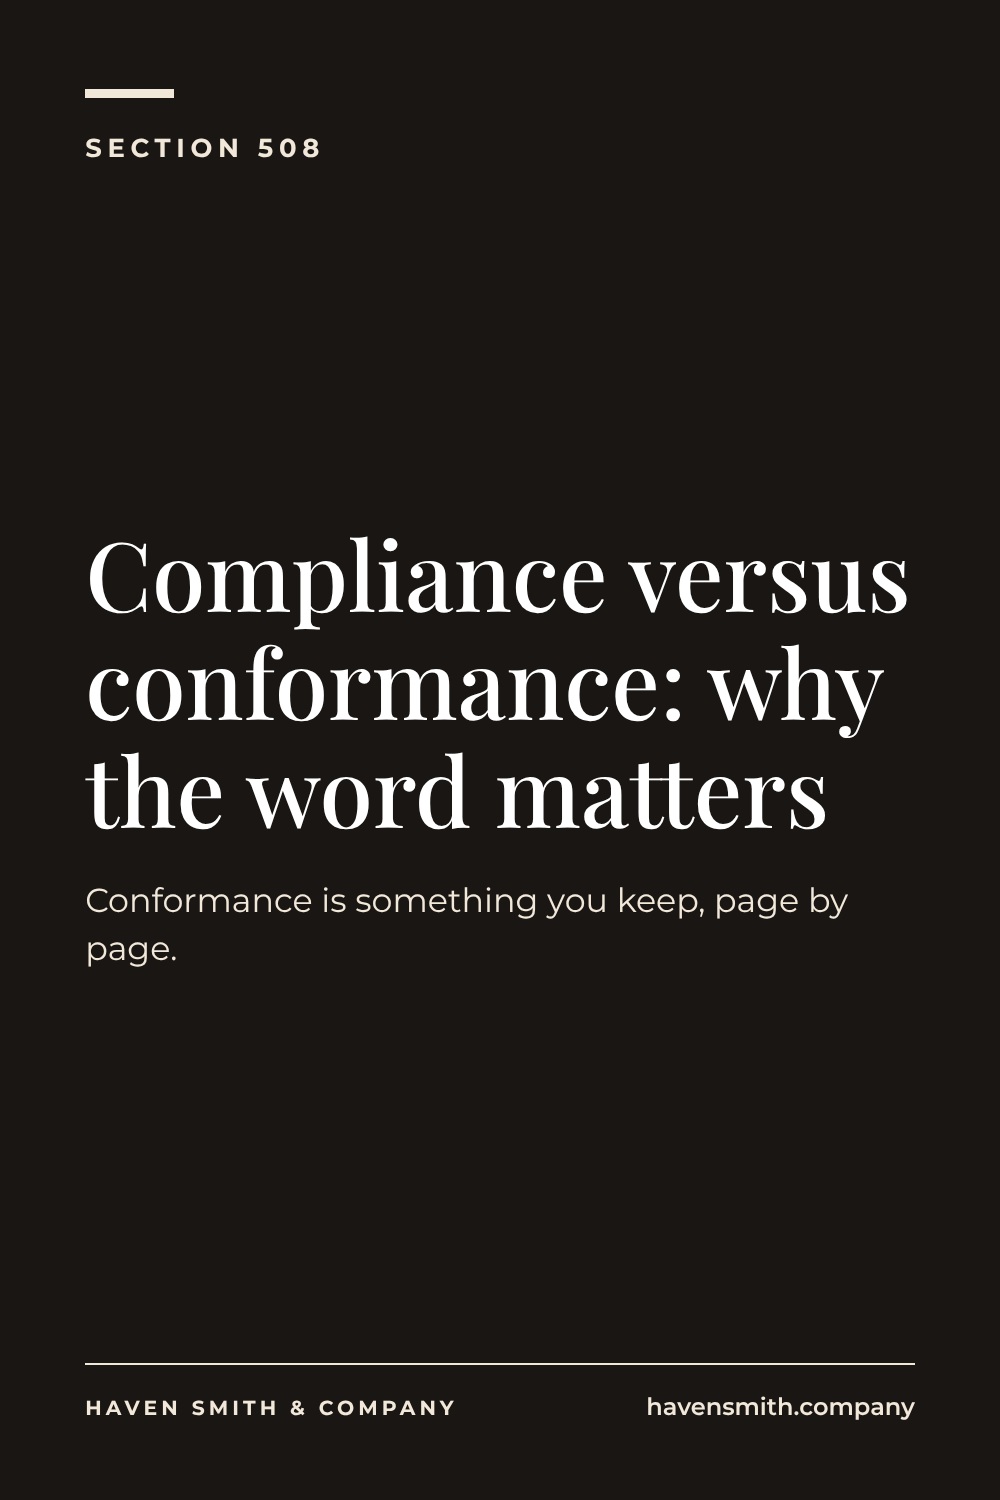 SECTION 508
Compliance versus
conformance: why
the word matters
Conformance is something you keep, page by
page.
HAVEN SMITH & COMPANY
havensmith.company